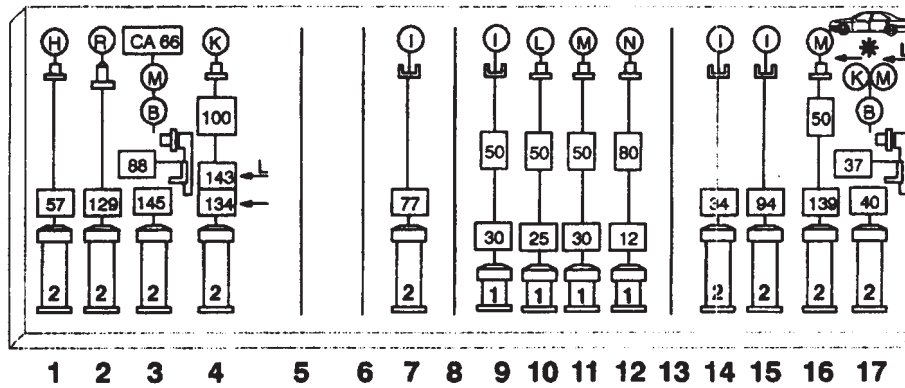 H R CA 66 K I I L M N I I M
M K M
B B
100 50 50 50 80 50
88 37
143 L L
57 129 145 134 77 30 25 30 12 34 94 139 40
2 2 2 2 2 1 1 1 1 2 2 2 2
1 2 3 4 5 6 7 8 9 10 11 12 13 14 15 16 17